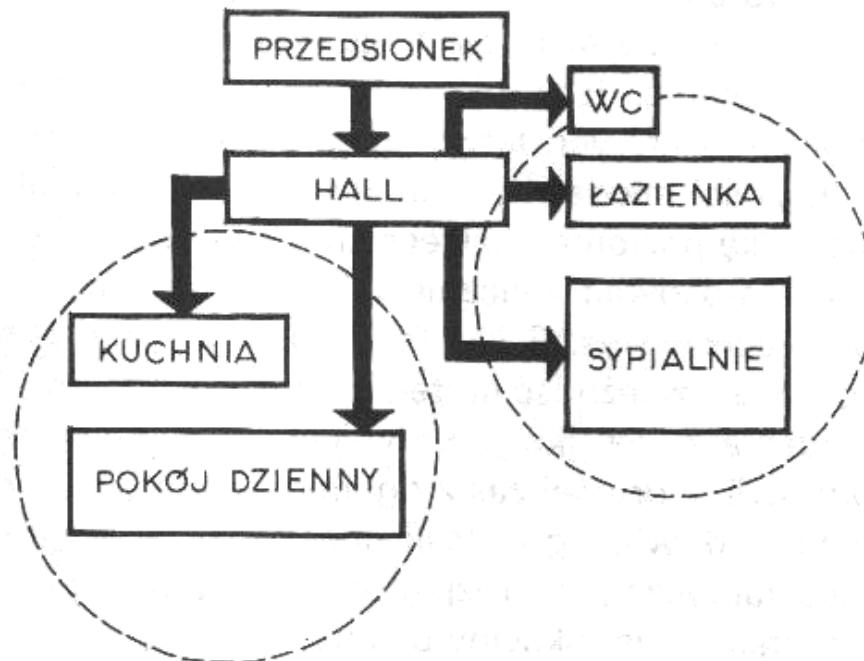 PRZEDSIONEK
WC
HALL
ŁAZIENKA
KUCHNIA
SYPIALNIE
POKÓJ DZIENNY